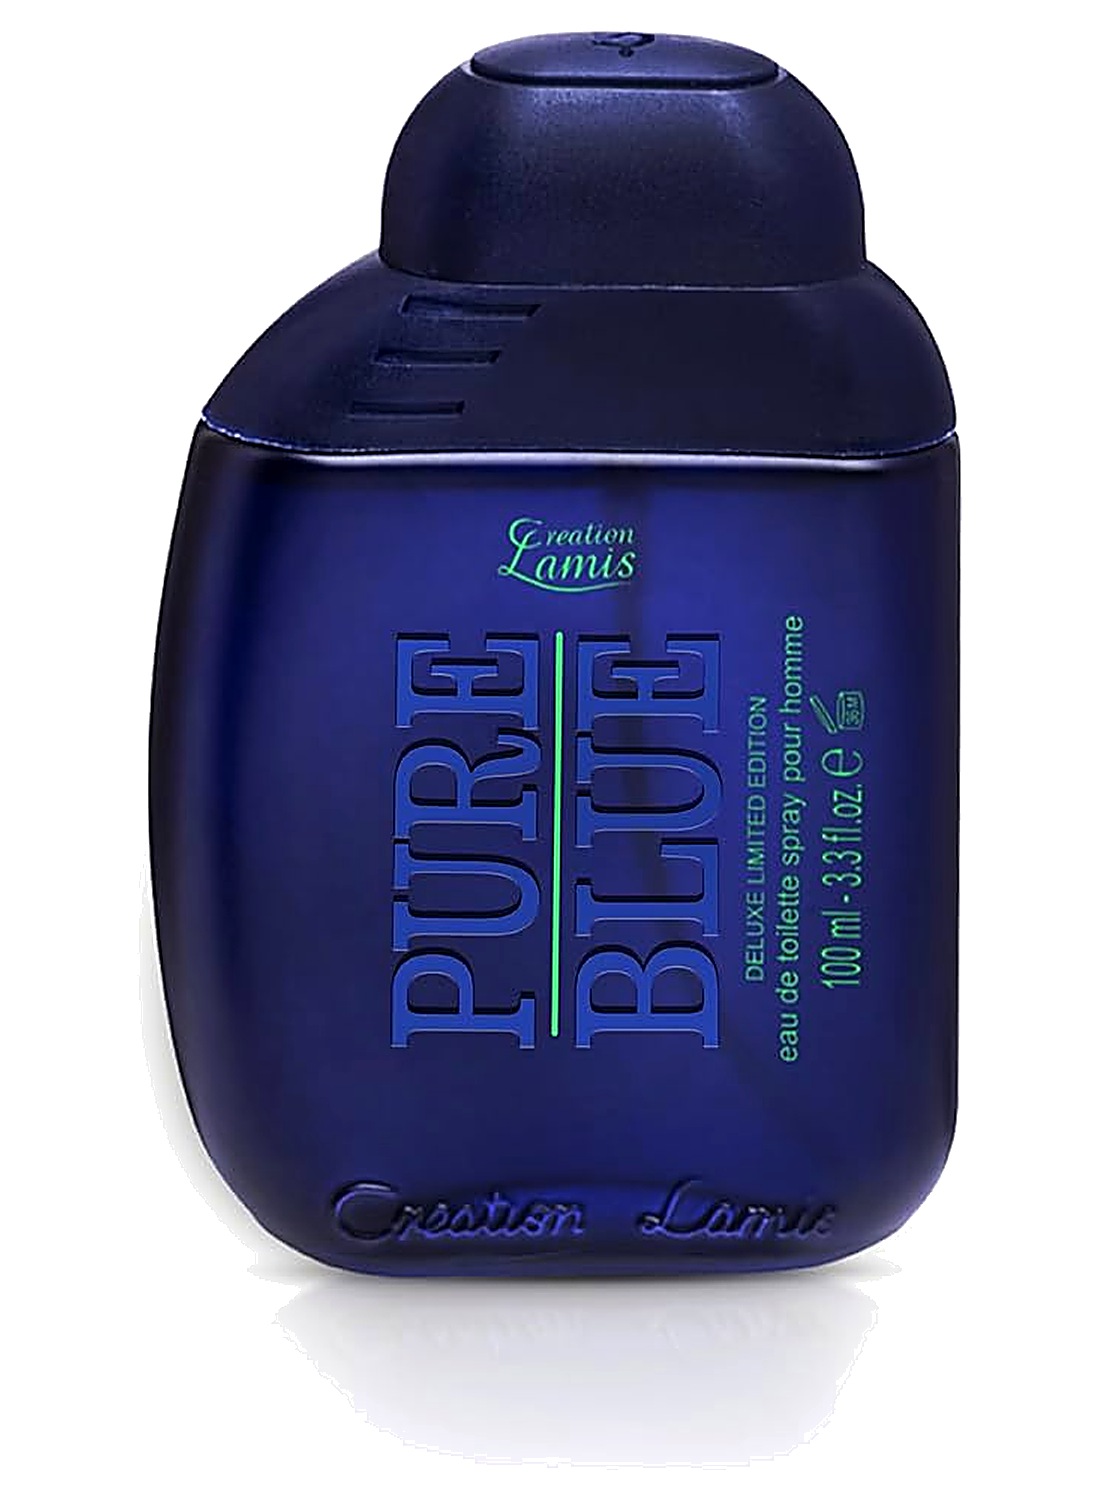 Creation
Lamis
PURE
BLUE
DELUXE LIMITED EDITION
eau de toilette spray pour homme
100 ml - 3.3 fl.oz. e
36 M
Creation Lamis